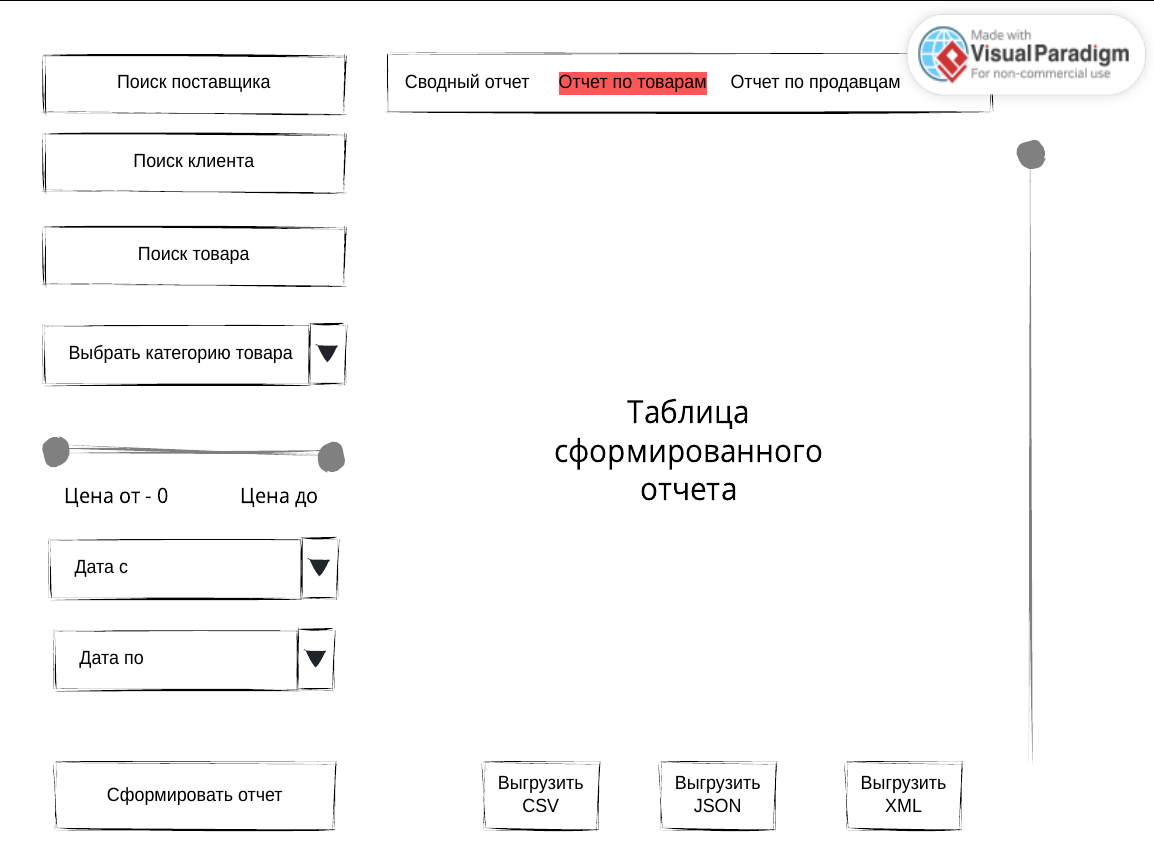 Made with
Visual Paradigm
For non-commercial use
Поиск поставщика
Сводный отчет
Отчет по товарам
Отчет по продавцам
Поиск клиента
Поиск товара
Выбрать категорию товара
Цена от - 0
Цена до
Дата с
Дата по
Сформировать отчет
Таблица
сформированного
отчета
Выгрузить
CSV
Выгрузить
JSON
Выгрузить
XML